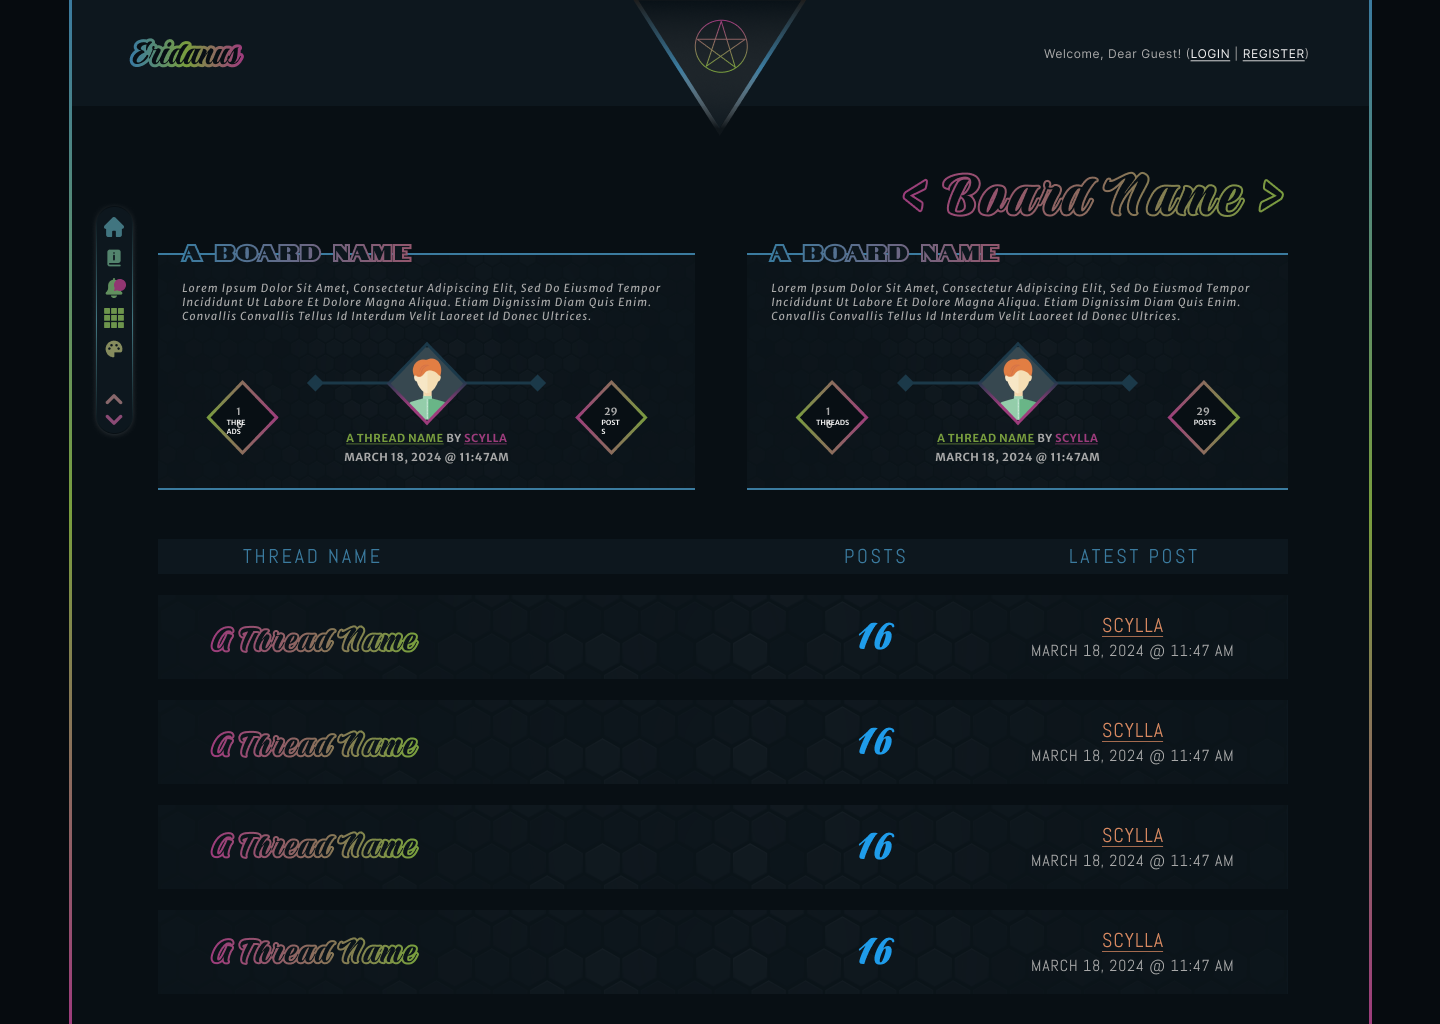 Eridanus
Welcome, Dear Guest! (LOGIN | REGISTER)
< Board Name >
A BOARD NAME
Lorem Ipsum Dolor Sit Amet, Consectetur Adipiscing Elit, Sed Do Eiusmod Tempor
Incididunt Ut Labore Et Dolore Magna Aliqua. Etiam Dignissim Diam Quis Enim.
Convallis Convallis Tellus Id Interdum Velit Laoreet Id Donec Ultrices.
1
THRE
ADS
29
POST
S
A THREAD NAME BY SCYLLA
MARCH 18, 2024 @ 11:47AM
A BOARD NAME
Lorem Ipsum Dolor Sit Amet, Consectetur Adipiscing Elit, Sed Do Eiusmod Tempor
Incididunt Ut Labore Et Dolore Magna Aliqua. Etiam Dignissim Diam Quis Enim.
Convallis Convallis Tellus Id Interdum Velit Laoreet Id Donec Ultrices.
1
THREADS
29
POSTS
A THREAD NAME BY SCYLLA
MARCH 18, 2024 @ 11:47AM
THREAD NAME POSTS LATEST POST
A Thread Name 16 SCYLLA
MARCH 18, 2024 @ 11:47 AM
A Thread Name 16 SCYLLA
MARCH 18, 2024 @ 11:47 AM
A Thread Name 16 SCYLLA
MARCH 18, 2024 @ 11:47 AM
A Thread Name 16 SCYLLA
MARCH 18, 2024 @ 11:47 AM